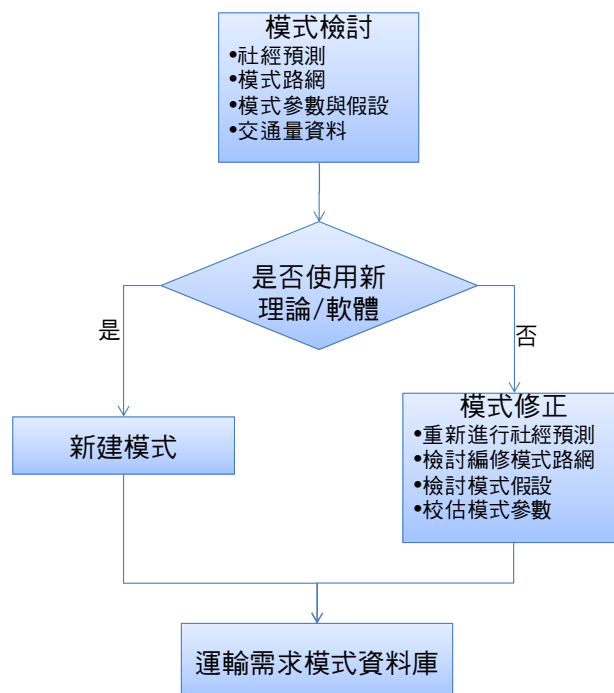 模式檢討
•社經預測
•模式路網
•模式參數與假設
•交通量資料
是否使用新
理論/軟體
是
否
新建模式
模式修正
•重新進行社經預測
•檢討編修模式路網
•檢討模式假設
•校估模式參數
運輸需求模式資料庫